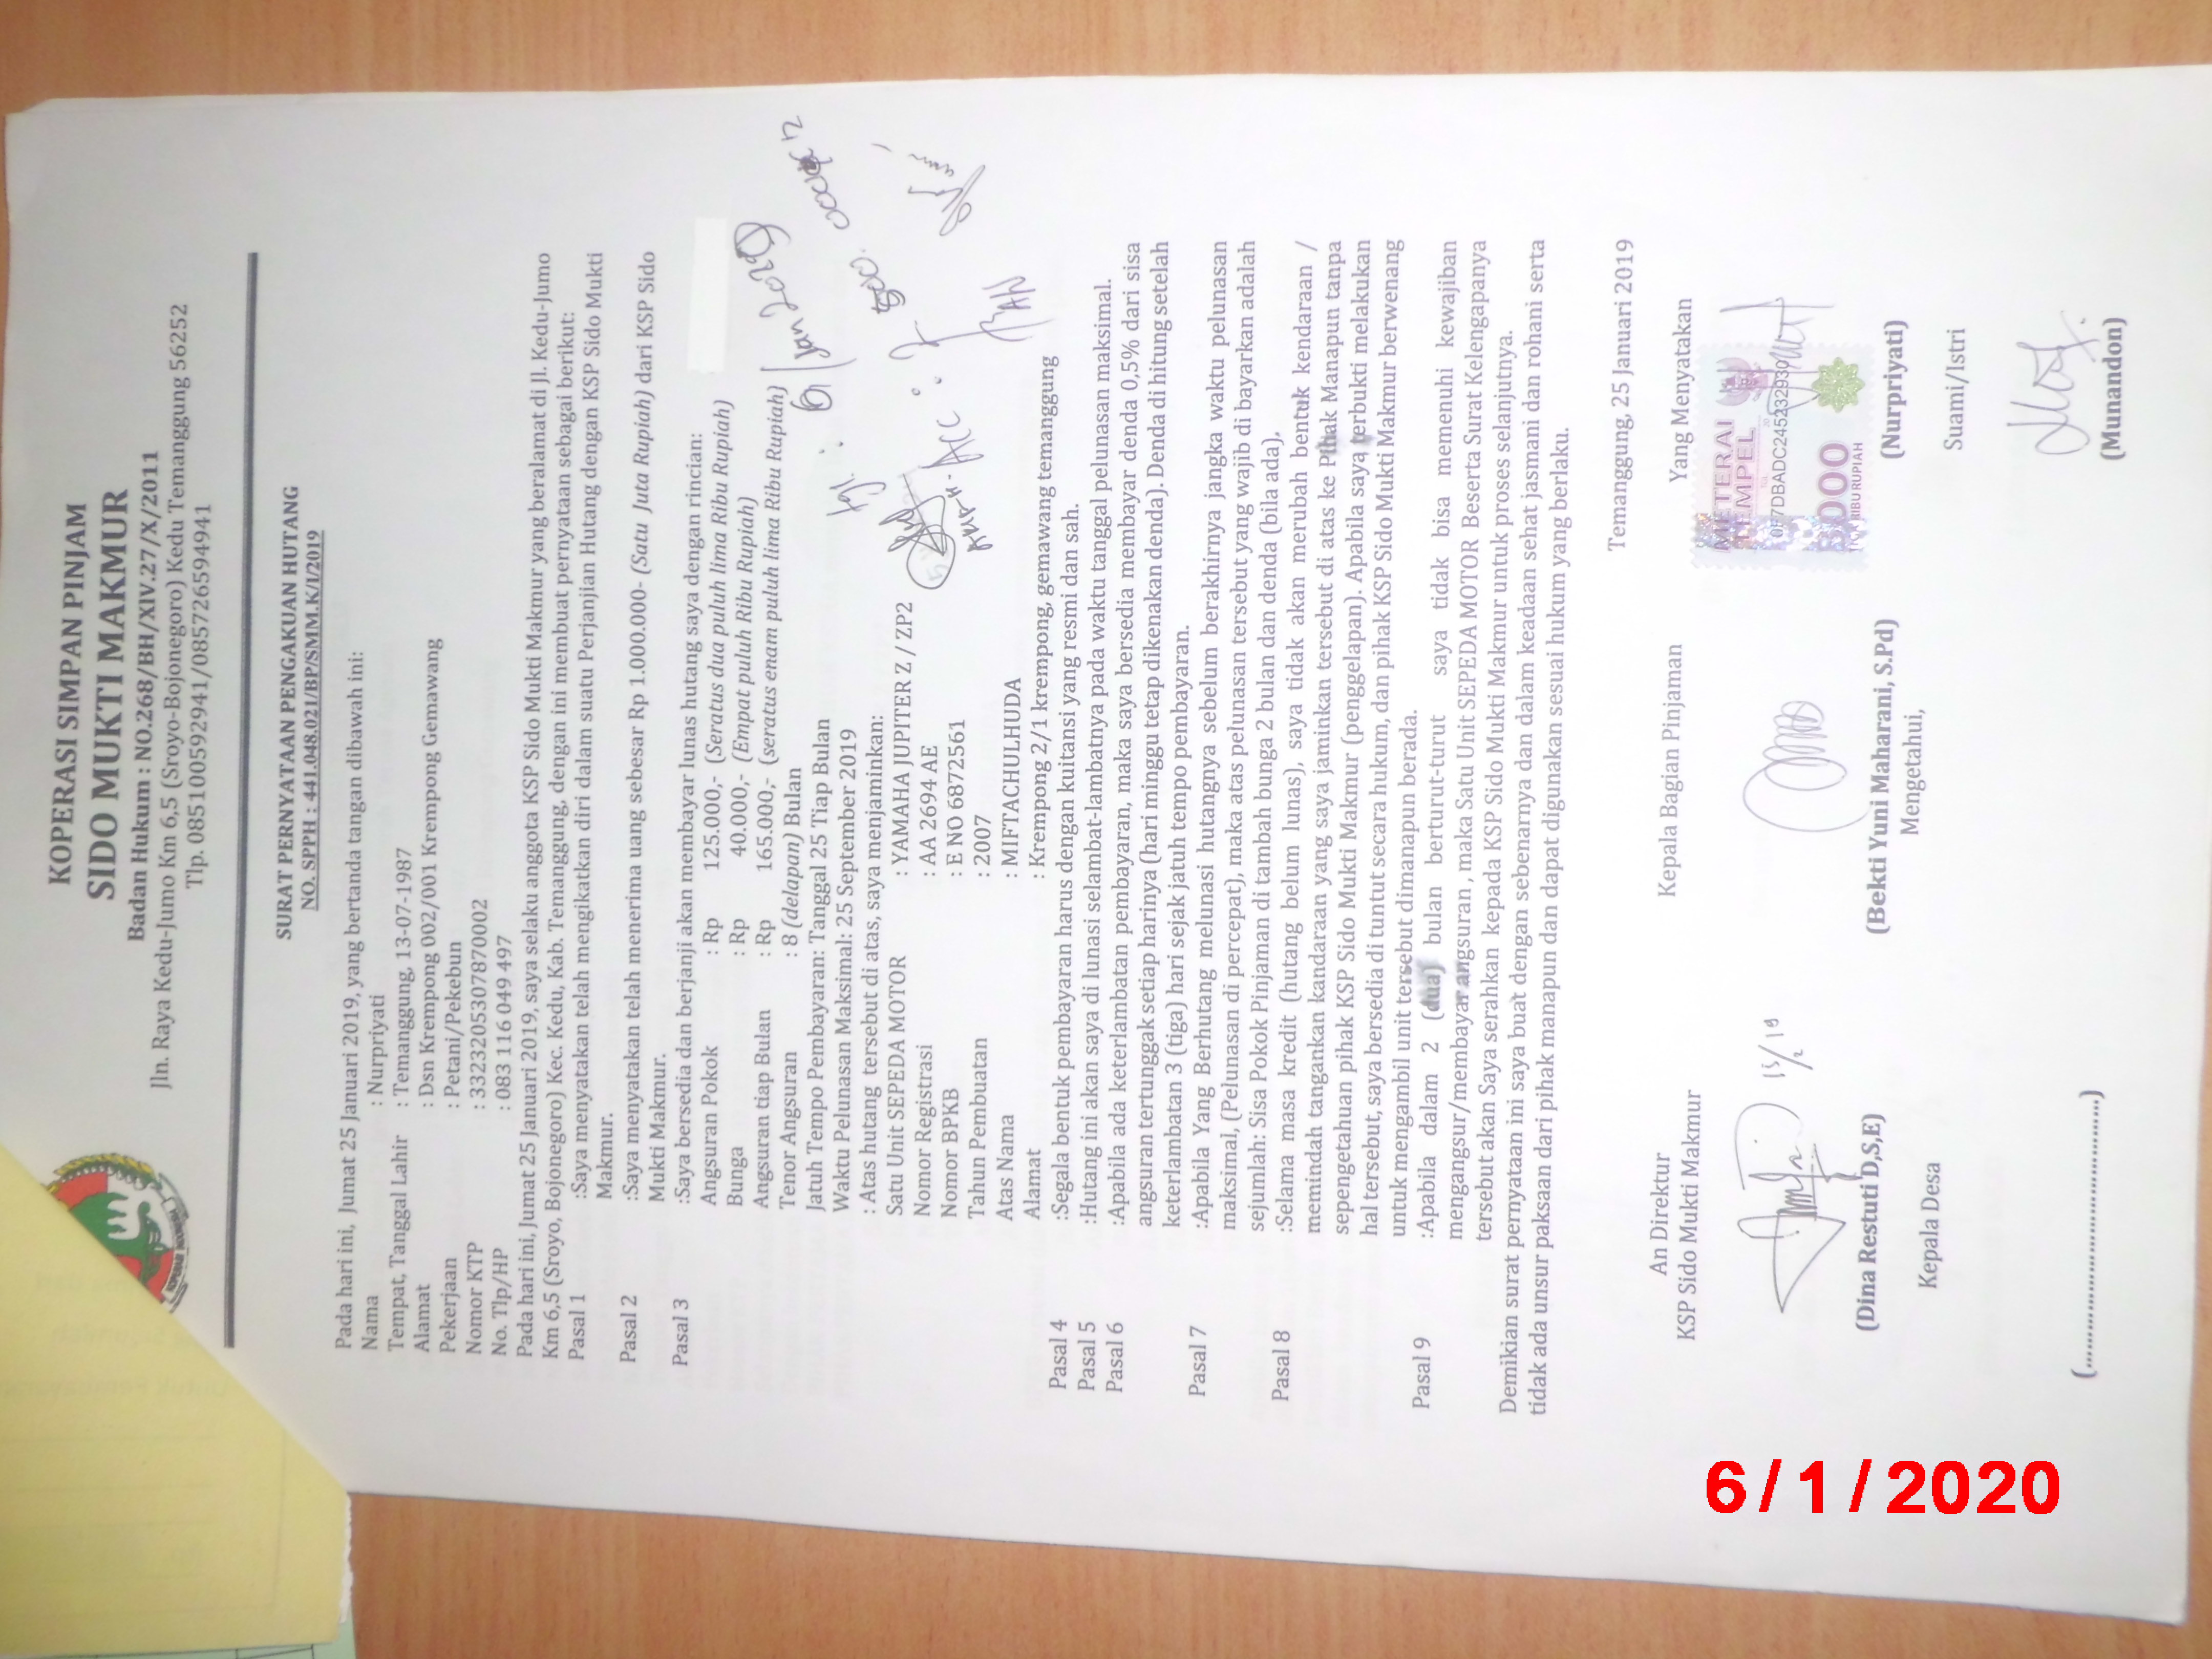 KOPERASI SIMPAN PINJAM
SIDO MUKTI MAKMUR
Badan Hukum : NO.268/BH/XIV.27/X/2011
Jln. Raya Kedu-Jumo Km 6,5 (Sroyo-Bojonegoro) Kedu Temanggung 56252
Tlp. 085100592941/085726594941
SURAT PERNYATAAN PENGAKUAN HUTANG
NO. SPPH : 441.048.021/BP/SMM.K/1/2019
Pada hari ini, Jumat 25 Januari 2019, yang bertanda tangan dibawah ini:
Nama : Nurpriyati
Tempat, Tanggal Lahir : Temanggung, 13-07-1987
Alamat : Dsn Krempong 002/001 Krempong Gemawang
Pekerjaan : Petani/Pekebun
Nomor KTP : 3323205307870002
No. Tlp/HP : 083 116 049 497
Pada hari ini, Jumat 25 Januari 2019, saya selaku anggota KSP Sido Mukti Makmur yang beralamat di Jl. Kedu-Jumo
Km 6,5 (Sroyo, Bojonegoro) Kec. Kedu, Kab. Temanggung, dengan ini membuat pernyataan sebagai berikut:
Pasal 1 :Saya menyatakan telah mengikatkan diri dalam suatu Perjanjian Hutang dengan KSP Sido Mukti
Makmur.
Pasal 2 :Saya menyatakan telah menerima uang sebesar Rp 1.000.000- (Satu Juta Rupiah) dari KSP Sido
Mukti Makmur.
Pasal 3 :Saya bersedia dan berjanji akan membayar lunas hutang saya dengan rincian:
Angsuran Pokok : Rp 125.000,- (Seratus dua puluh lima Ribu Rupiah)
Bunga : Rp 40.000,- (Empat puluh Ribu Rupiah)
Angsuran tiap Bulan : Rp 165.000,- (seratus enam puluh lima Ribu Rupiah)
Tenor Angsuran : 8 (delapan) Bulan
Jatuh Tempo Pembayaran: Tanggal 25 Tiap Bulan
Waktu Pelunasan Maksimal: 25 September 2019
: Atas hutang tersebut di atas, saya menjaminkan:
Satu Unit SEPEDA MOTOR : YAMAHA JUPITER Z / ZP2
Nomor Registrasi : AA 2694 AE
Nomor BPKB : E NO 6872561
Tahun Pembuatan : 2007
Atas Nama : MIFTACHULHUDA
Alamat : Krempong 2/1 krempong, gemawang temanggung
Acc :
Pasal 4 :Segala bentuk pembayaran harus dengan kuitansi yang resmi dan sah.
Pasal 5 :Hutang ini akan saya di lunasi selambat-lambatnya pada waktu tanggal pelunasan maksimal.
Pasal 6 :Apabila ada keterlambatan pembayaran, maka saya bersedia membayar denda 0,5% dari sisa
angsuran tertunggak setiap harinya (hari minggu tetap dikenakan denda). Denda di hitung setelah
keterlambatan 3 (tiga) hari sejak jatuh tempo pembayaran.
Pasal 7 :Apabila Yang Berhutang melunasi hutangnya sebelum berakhirnya jangka waktu pelunasan
maksimal, (Pelunasan di percepat), maka atas pelunasan tersebut yang wajib di bayarkan adalah
sejumlah: Sisa Pokok Pinjaman di tambah bunga 2 bulan dan denda (bila ada).
Pasal 8 :Selama masa kredit (hutang belum lunas), saya tidak akan merubah bentuk kendaraan /
memindah tangankan kandaraan yang saya jaminkan tersebut di atas ke Pihak Manapun tanpa
sepengetahuan pihak KSP Sido Mukti Makmur (penggelapan). Apabila saya terbukti melakukan
hal tersebut, saya bersedia di tuntut secara hukum, dan pihak KSP Sido Mukti Makmur berwenang
untuk mengambil unit tersebut dimanapun berada.
Pasal 9 :Apabila dalam 2 (dua) bulan berturut-turut saya tidak bisa memenuhi kewajiban
mengangsur/membayar angsuran , maka Satu Unit SEPEDA MOTOR Beserta Surat Kelengapanya
tersebut akan Saya serahkan kepada KSP Sido Mukti Makmur untuk proses selanjutnya.
Demikian surat pernyataan ini saya buat dengan sebenarnya dan dalam keadaan sehat jasmani dan rohani serta
tidak ada unsur paksaan dari pihak manapun dan dapat digunakan sesuai hukum yang berlaku.
Temanggung, 25 Januari 2019
An Direktur
KSP Sido Mukti Makmur
Kepala Bagian Pinjaman
Yang Menyatakan
METERAI
TEMPEL
RIBU RUPIAH
(Dina Restuti D,S,E)
(Bekti Yuni Maharani, S.Pd)
(Nurpriyati)
Mengetahui,
Kepala Desa
Suami/Istri
(..........................................)
(Munandon)
6/1/2020